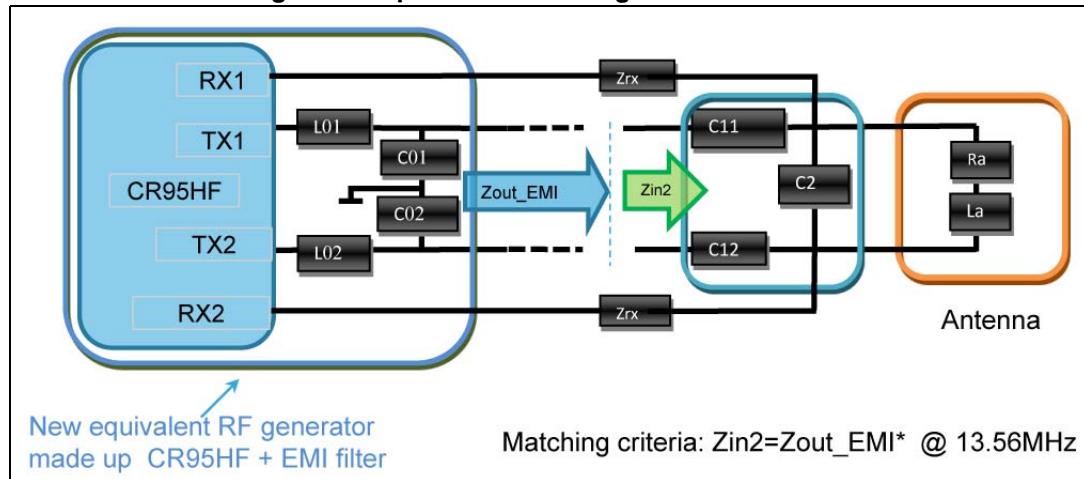 RX1
Zrx
TX1
L01
C01
C11
Ra
CR95HF
Zout_EMI
Zin2
C2
C02
La
TX2
L02
C12
RX2
Zrx
Antenna
New equivalent RF generator
made up CR95HF + EMI filter
Matching criteria: Zin2=Zout_EMI* @ 13.56MHz